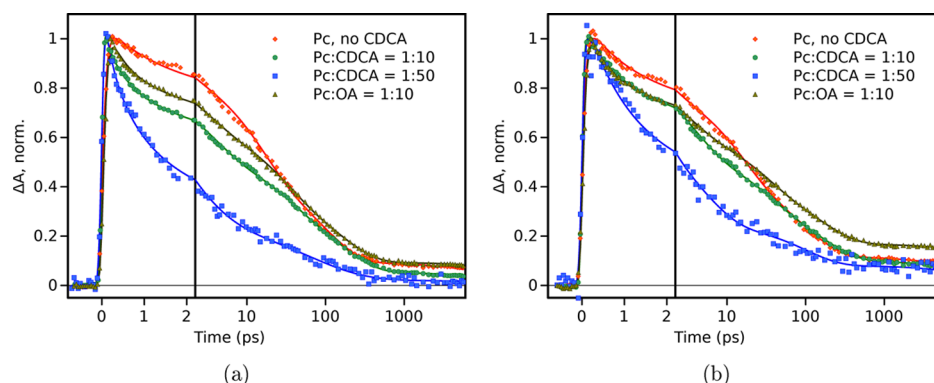 1
0.8
0.6
0.4
0.2
0
ΔA, norm.
Pc, no CDCA
Pc:CDCA = 1:10
Pc:CDCA = 1:50
Pc:OA = 1:10
0 1 2 10 100 1000
Time (ps)
(a)
1
0.8
0.6
0.4
0.2
0
ΔA, norm.
Pc, no CDCA
Pc:CDCA = 1:10
Pc:CDCA = 1:50
Pc:OA = 1:10
0 1 2 10 100 1000
Time (ps)
(b)